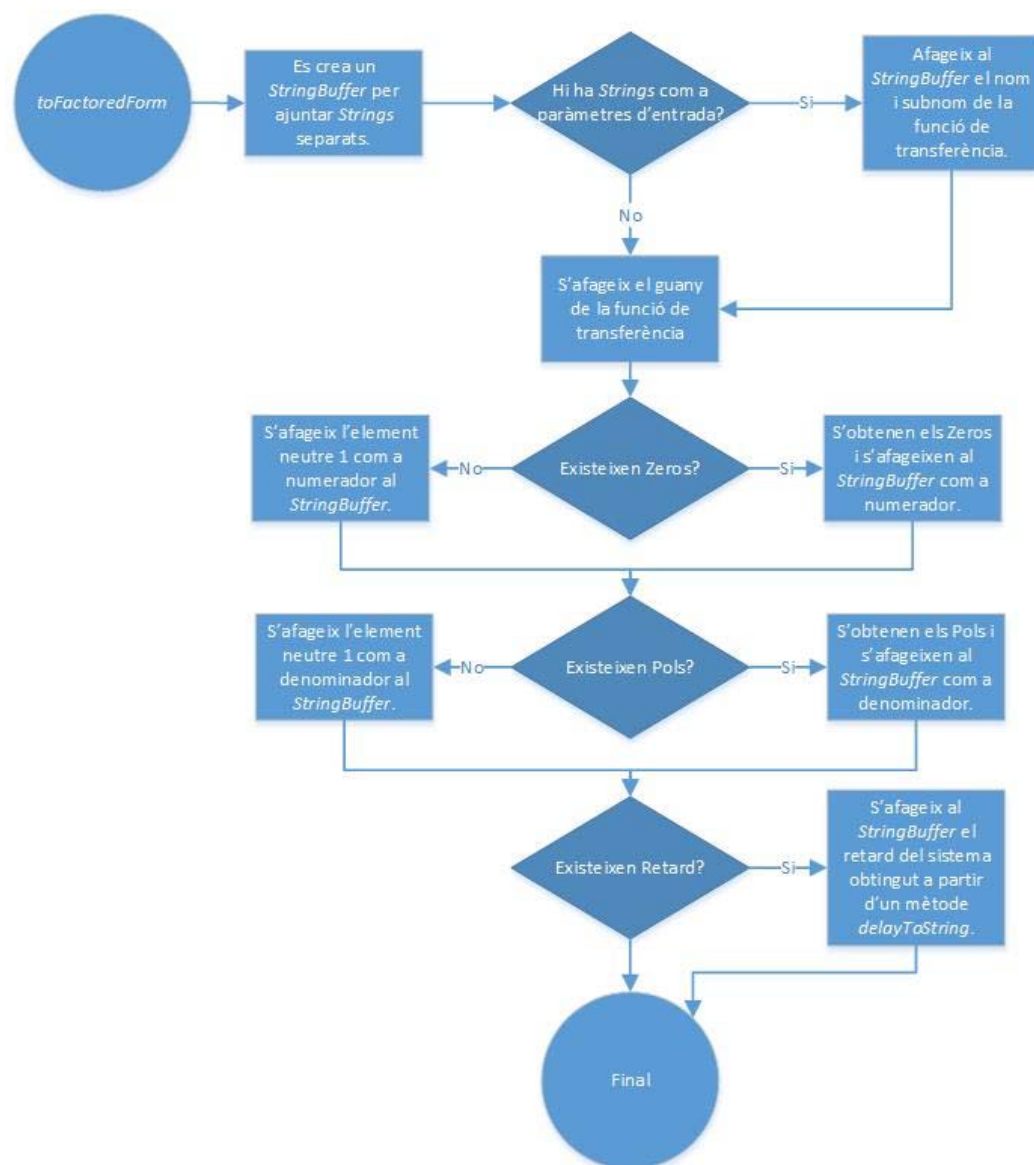 toFactoredForm
Es crea un
StringBuffer per
ajuntar Strings
separats.
Hi ha Strings com a
paràmetres d'entrada?
Si
Afageix al
StringBuffer el nom
i subnom de la
funció de
transferència.
No
S'afageix el guany
de la funció de
transferència
S'afageix l'element
neutre 1 com a
numerador al
StringBuffer.
No
Existeixen Zeros?
Si
S'obtenen els Zeros
i s'afageixen al
StringBuffer com a
numerador.
S'afageix l'element
neutre 1 com a
denominador al
StringBuffer.
No
Existeixen Pols?
Si
S'obtenen els Pols i
s'afageixen al
StringBuffer com a
denominador.
Existeixen Retard?
Si
S'afageix al
StringBuffer el
retard del sistema
obtingut a partir
d'un mètode
delayToString.
Final